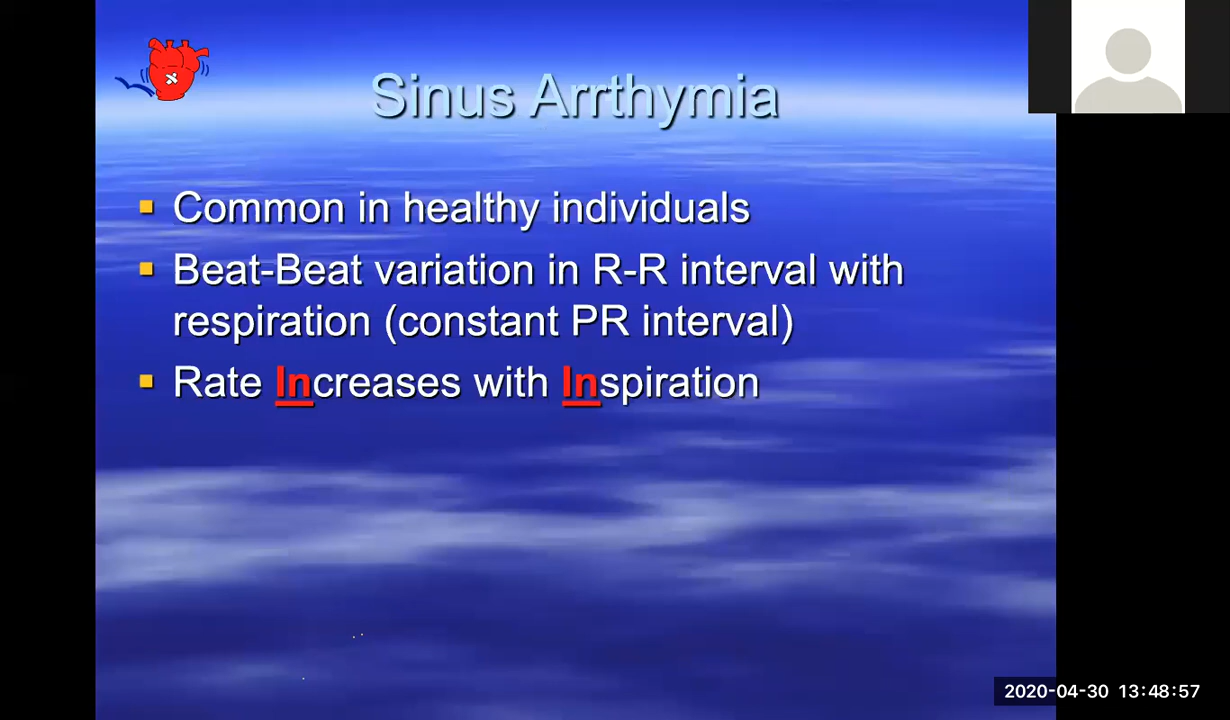 Sinus Arrthymia
▪ Common in healthy individuals
▪ Beat-Beat variation in R-R interval with
respiration (constant PR interval)
▪ Rate Increases with Inspiration
2020-04-30 13:48:57